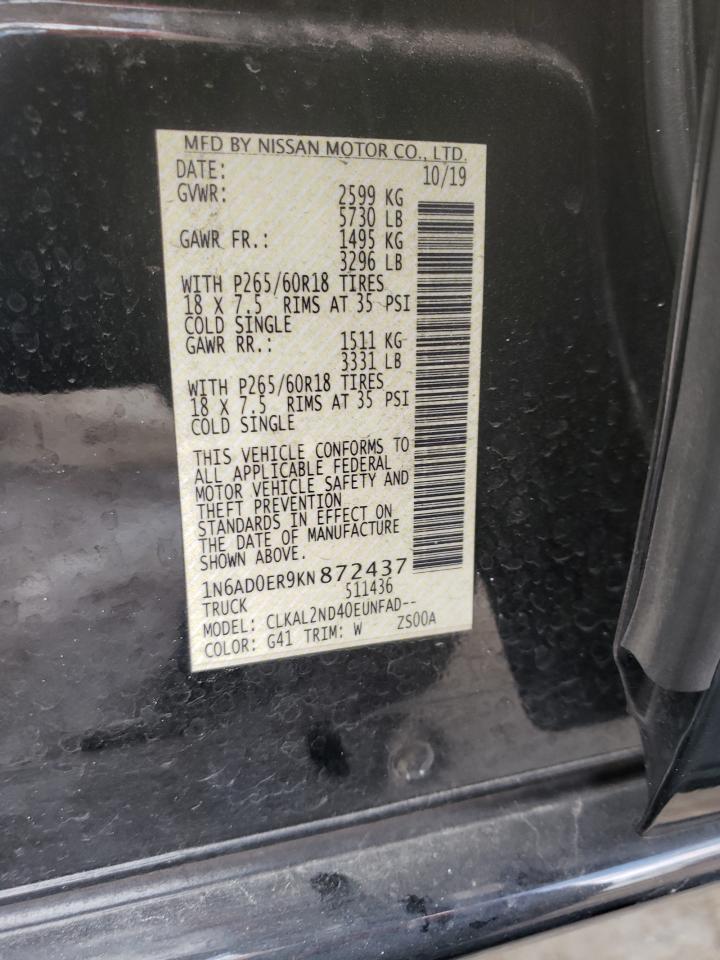 MFD BY NISSAN MOTOR CO., LTD.
DATE: 10/19
GVWR: 2599 KG
5730 LB
GAWR FR.: 1495 KG
3296 LB
WITH P265/60R18 TIRES
18 X 7.5 RIMS AT 35 PSI
COLD SINGLE
GAWR RR.: 1511 KG
3331 LB
WITH P265/60R18 TIRES
18 X 7.5 RIMS AT 35 PSI
COLD SINGLE
THIS VEHICLE CONFORMS TO
ALL APPLICABLE FEDERAL
MOTOR VEHICLE SAFETY AND
THEFT PREVENTION
STANDARDS IN EFFECT ON
THE DATE OF MANUFACTURE
SHOWN ABOVE.
1N6AD0ER9KN872437
TRUCK 511436
MODEL: CLKAL2ND40EUNFAD--
COLOR: G41 TRIM: W ZS00A